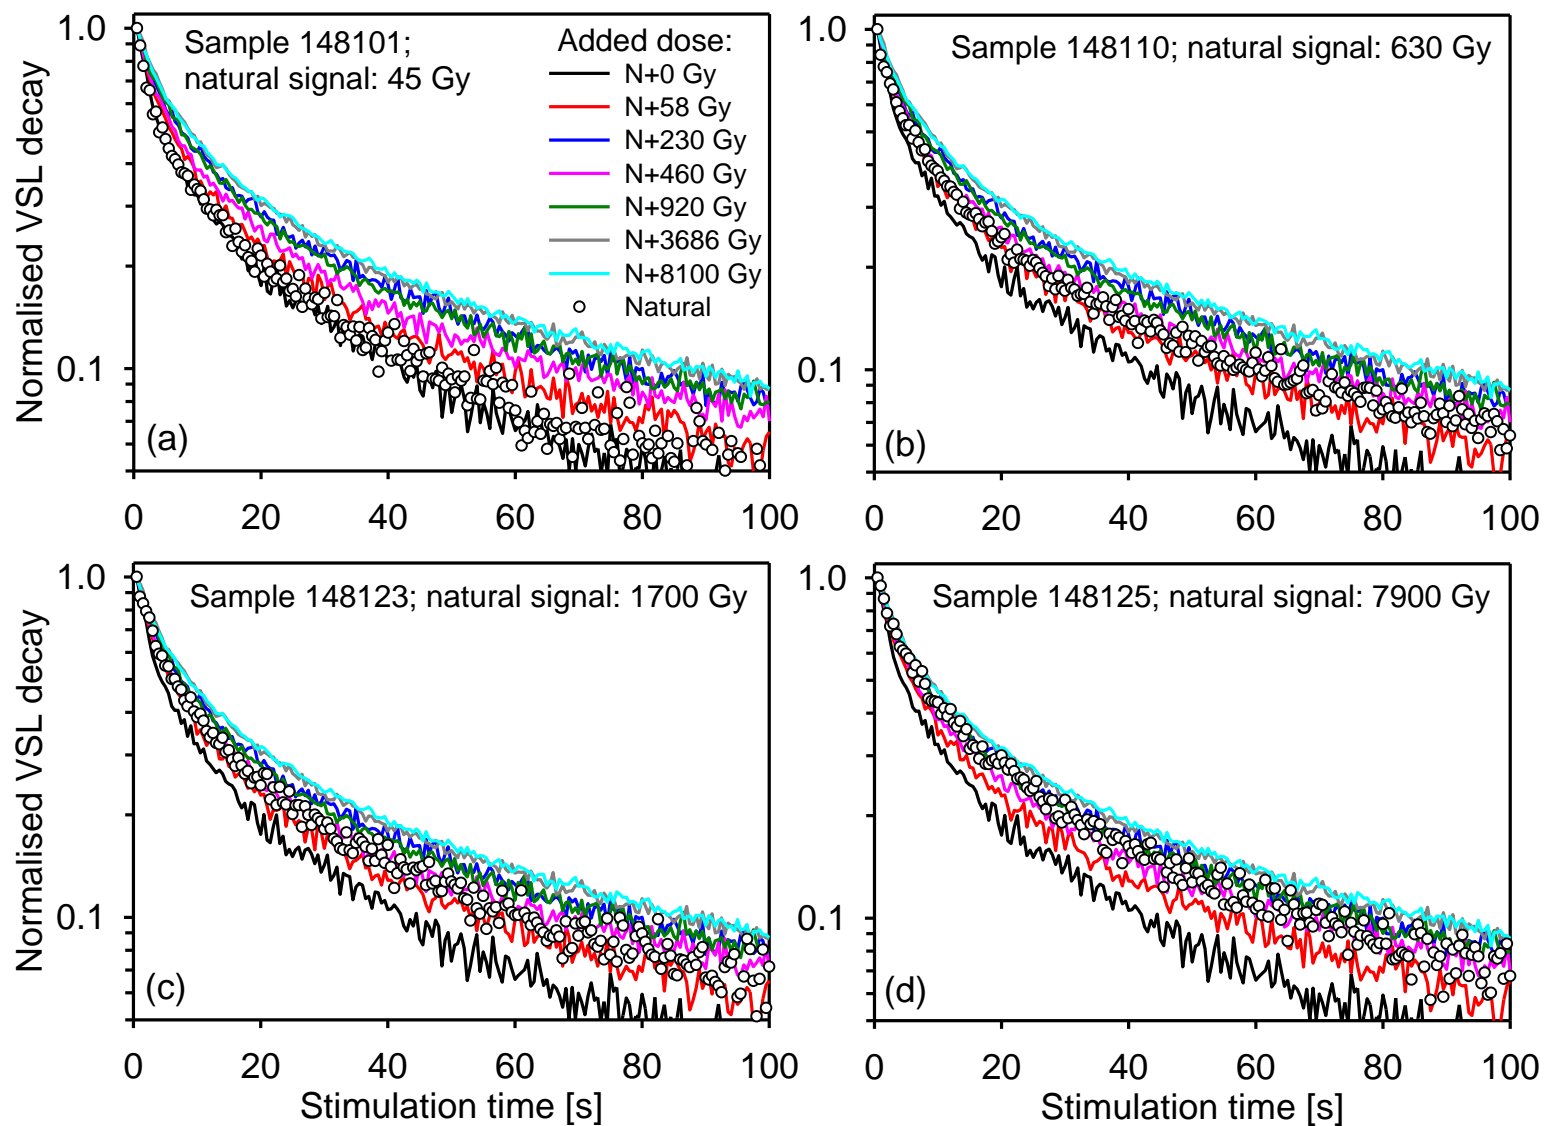 Sample 148101;
natural signal: 45 Gy
Added dose:
N+0 Gy
N+58 Gy
N+230 Gy
N+460 Gy
N+920 Gy
N+3686 Gy
N+8100 Gy
Natural
1.0
0.1
Normalised VSL decay
(a)
0 20 40 60 80 100
Sample 148110; natural signal: 630 Gy
1.0
0.1
(b)
0 20 40 60 80 100
Sample 148123; natural signal: 1700 Gy
1.0
0.1
Normalised VSL decay
(c)
0 20 40 60 80 100
Stimulation time [s]
Sample 148125; natural signal: 7900 Gy
1.0
0.1
(d)
0 20 40 60 80 100
Stimulation time [s]